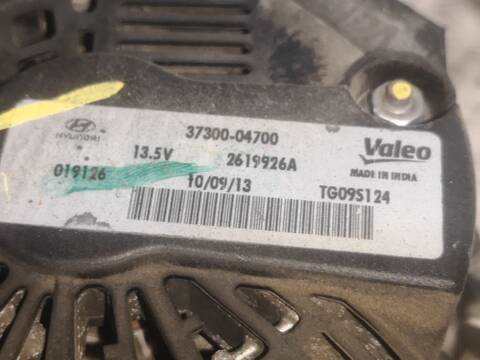 37300-04700
HYUNDAI
13.5V 2619926A
Valeo
MADE IN INDIA
019126
10/09/13
TG09S124